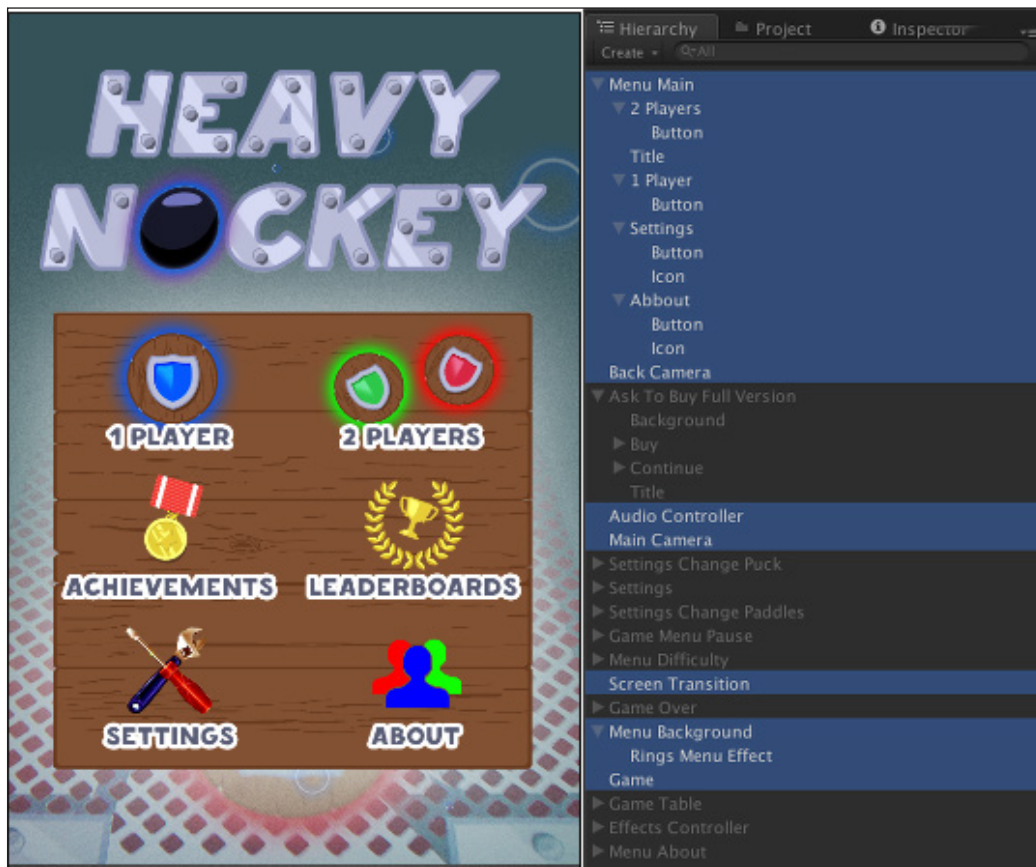 HEAVY
NOCKEY
1 PLAYER
2 PLAYERS
ACHIEVEMENTS
LEADERBOARDS
SETTINGS
ABOUT
Hierarchy
Project
Inspector
Create
All
Menu Main
2 Players
Button
Title
1 Player
Button
Settings
Button
Icon
Abbout
Button
Icon
Back Camera
Ask To Buy Full Version
Background
Buy
Continue
Title
Audio Controller
Main Camera
Settings Change Puck
Settings
Settings Change Paddles
Game Menu Pause
Menu Difficulty
Screen Transition
Game Over
Menu Background
Rings Menu Effect
Game
Game Table
Effects Controller
Menu About